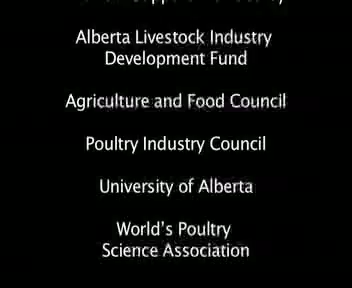 Alberta Livestock Industry
Development Fund
Agriculture and Food Council
Poultry Industry Council
University of Alberta
World's Poultry
Science Association